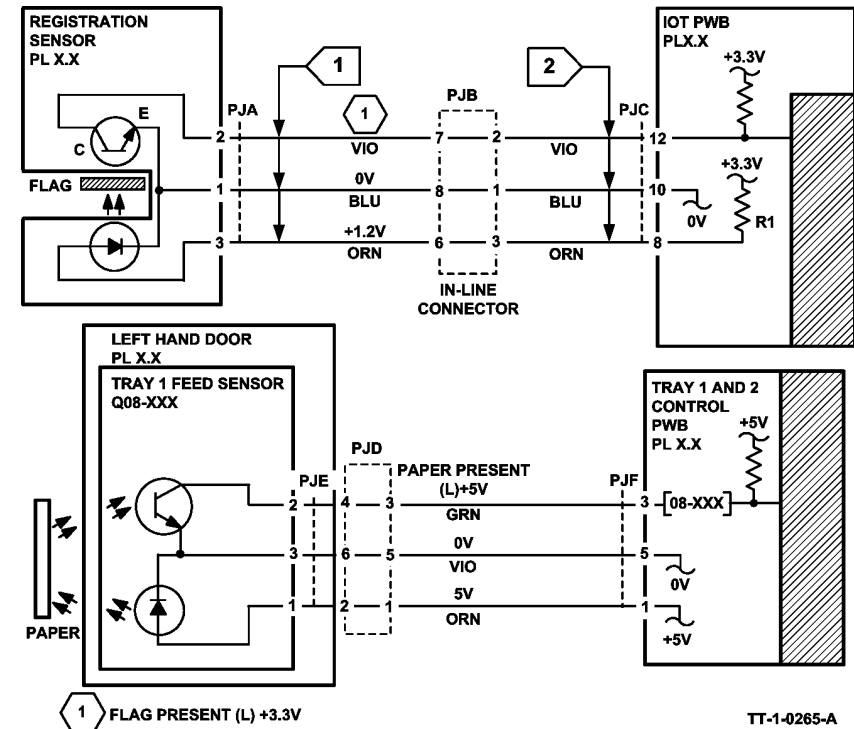 REGISTRATION
SENSOR
PL X.X
IOT PWB
PLX.X
+3.3V
1
2
PJA
1
PJB
PJC
E
C
2
VIO
7
2
VIO
12
+3.3V
FLAG
1
0V
BLU
8
1
BLU
10
0V
R1
3
+1.2V
ORN
6
3
ORN
8
IN-LINE
CONNECTOR
LEFT HAND DOOR
PL X.X
TRAY 1 FEED SENSOR
Q08-XXX
TRAY 1 AND 2
CONTROL
PWB
PL X.X
+5V
PJE
PJD
PAPER PRESENT
(L)+5V
PJF
2
4
3
GRN
3
[08-XXX]
3
6
5
0V
VIO
5
0V
1
2
1
5V
ORN
1
+5V
PAPER
1 FLAG PRESENT (L) +3.3V
TT-1-0265-A